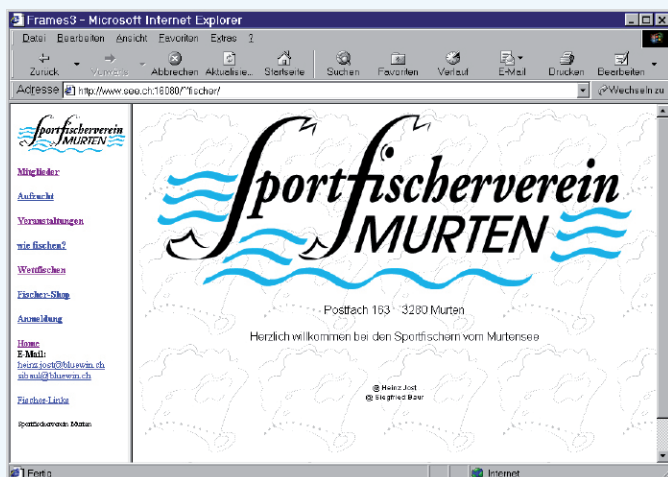 Frames3 - Microsoft Internet Explorer
Datei Bearbeiten Ansicht Favoriten Extras ?
Zurück Vorwärts Abbrechen Aktualisie... Startseite Suchen Favoriten Verlauf E-Mail Drucken Bearbeiten
Adresse http://www.see.ch:16080/~fischer/ Wechseln zu
Sportfischerverein
MURTEN
Mitglieder
Aufzucht
Veranstaltungen
wie fischen?
Wettfischen
Fischer-Shop
Anmeldung
Home
E-Mail:
heinz.jost@bluewin.ch
sibaul@bluewin.ch
Fischer-Links
Sportfischerverein Murten
Sportfischerverein
MURTEN
Postfach 163 3280 Murten
Herzlich willkommen bei den Sportfischern vom Murtensee
@ Heinz Jost
@ Siegfried Baur
Fertig Internet